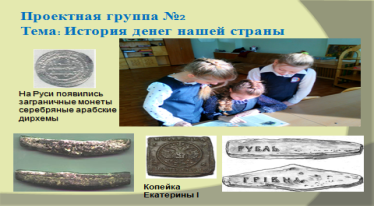 Проектная группа №2
Тема: История денег нашей страны
На Руси появились
заграничные монеты
серебряные арабские
дирхемы
Копейка
Екатерины I
РУБЛЬ
ГРИВНА